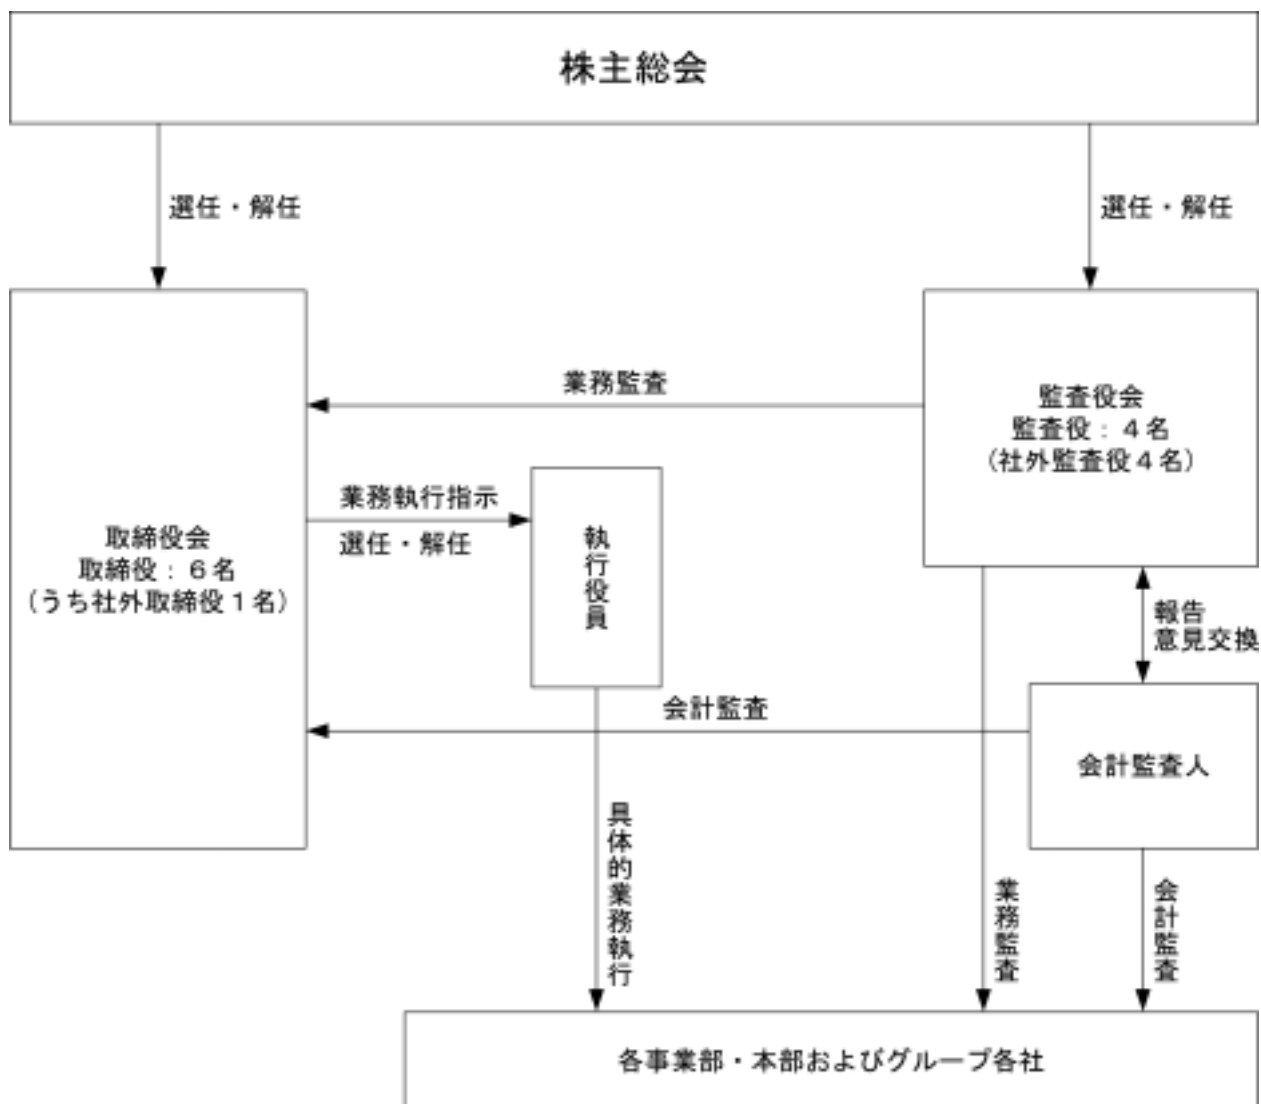 株主総会
選任・解任
選任・解任
業務監査
監査役会
監査役：４名
（社外監査役４名）
業務執行指示
選任・解任
執行役員
取締役会
取締役：６名
（うち社外取締役１名）
報告
意見交換
会計監査
会計監査人
具体的業務執行
業務監査
会計監査
各事業部・本部およびグループ各社